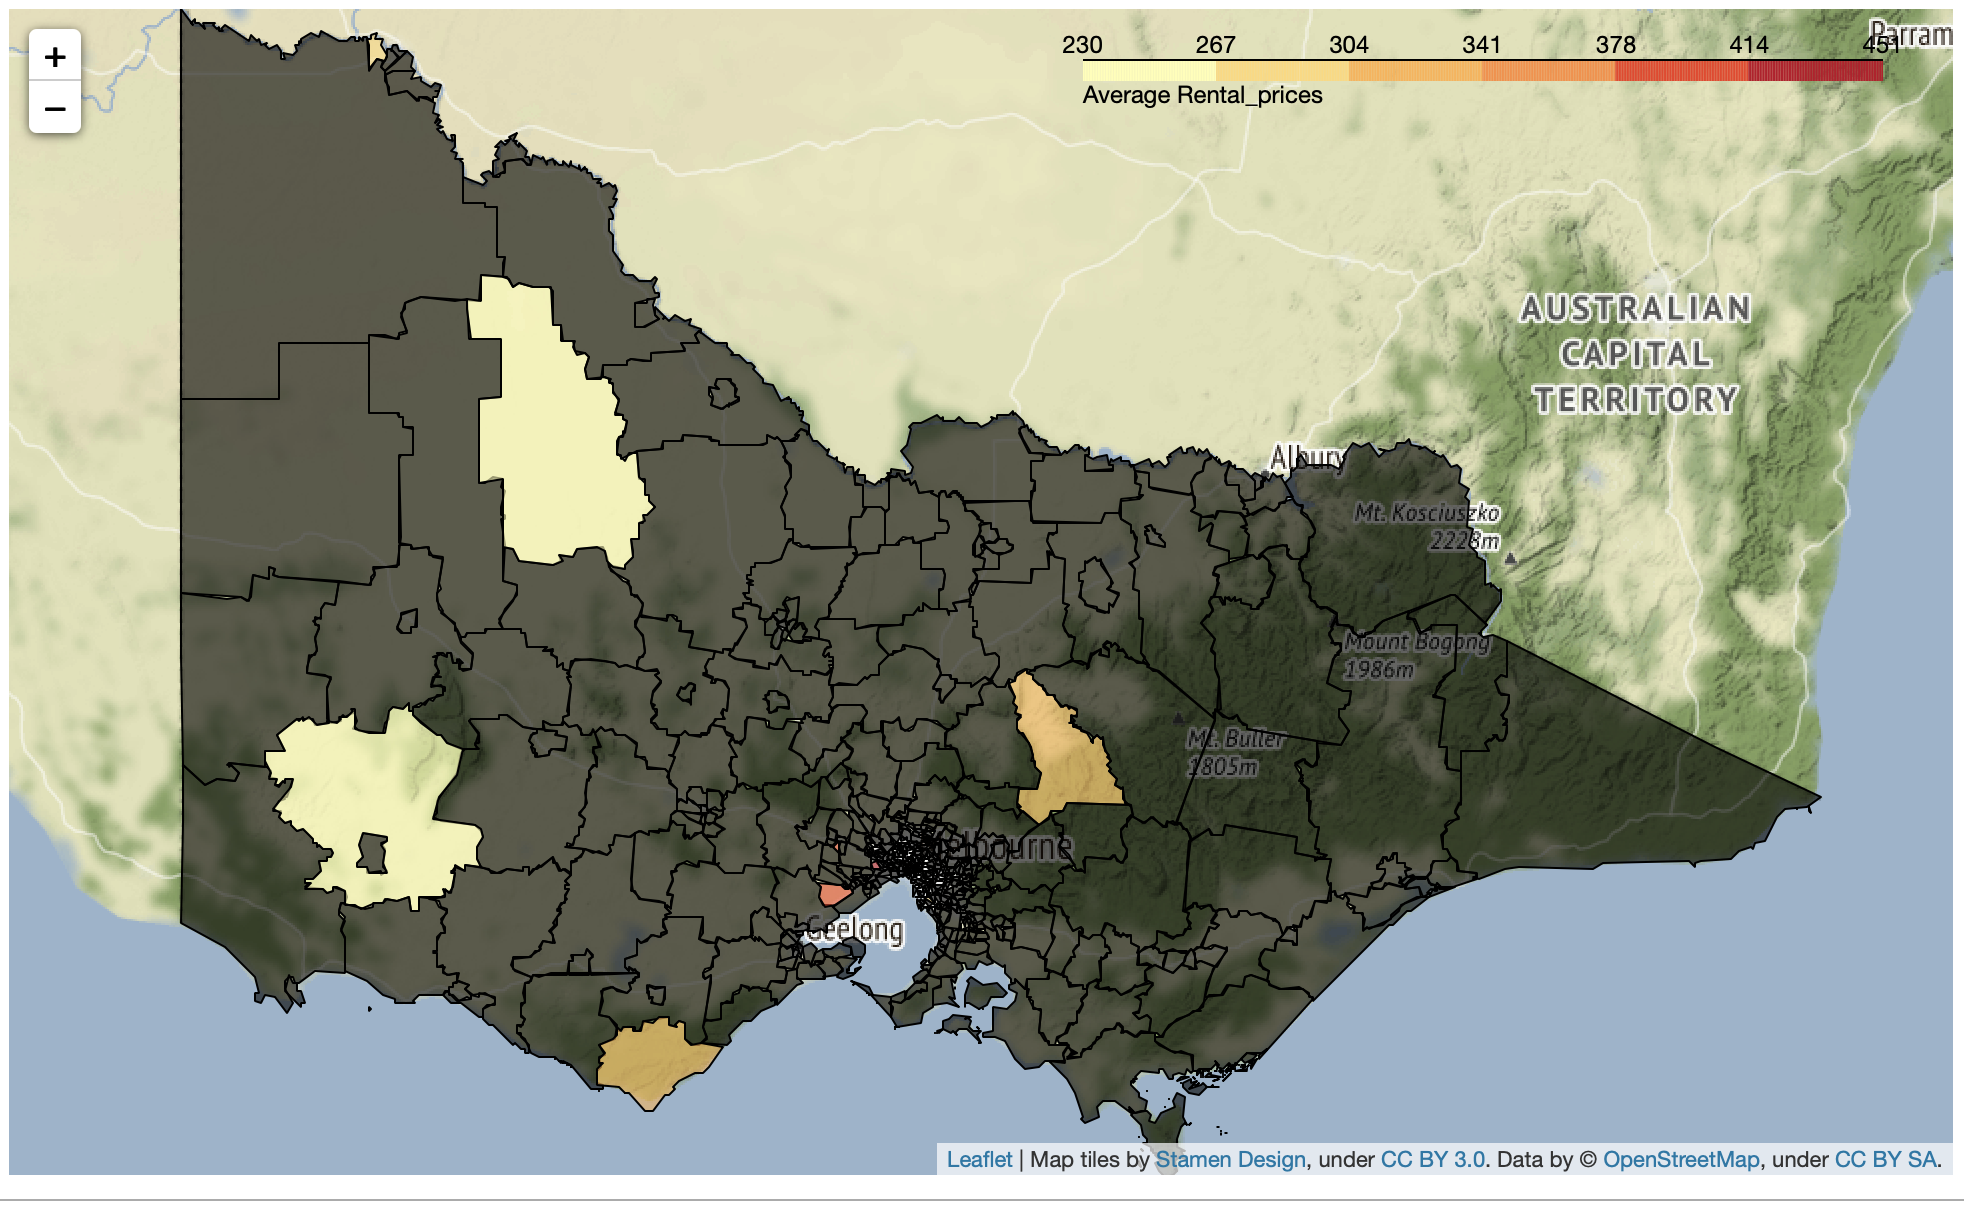 +
−
230 267 304 341 378 414 451
Average Rental_prices
Parram
AUSTRALIAN
CAPITAL
TERRITORY
Albury
Mt. Kosciuszko
2228m
Mount Bogong
1986m
Mt. Buller
1805m
Melbourne
Geelong
Leaflet | Map tiles by Stamen Design, under CC BY 3.0. Data by © OpenStreetMap, under CC BY SA.